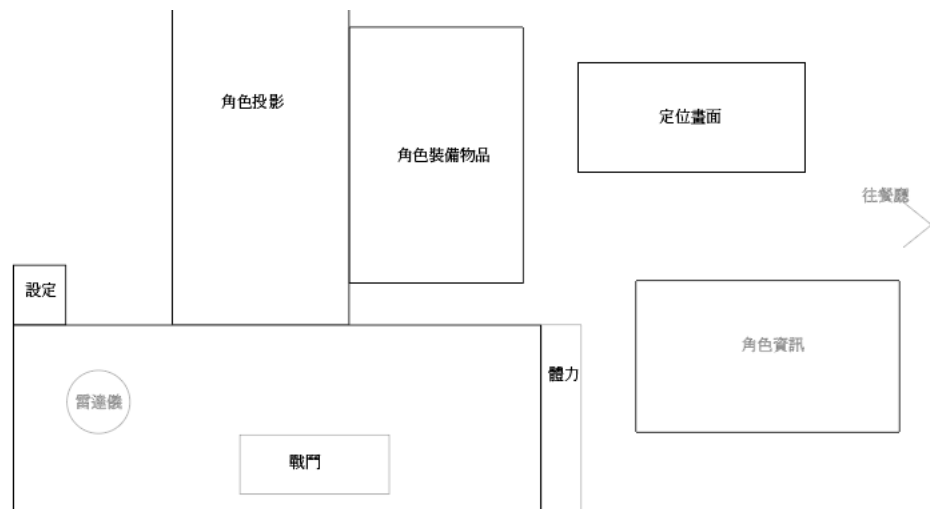 角色投影
角色裝備物品
定位畫面
往餐廳
設定
角色資訊
體力
雷達儀
戰鬥